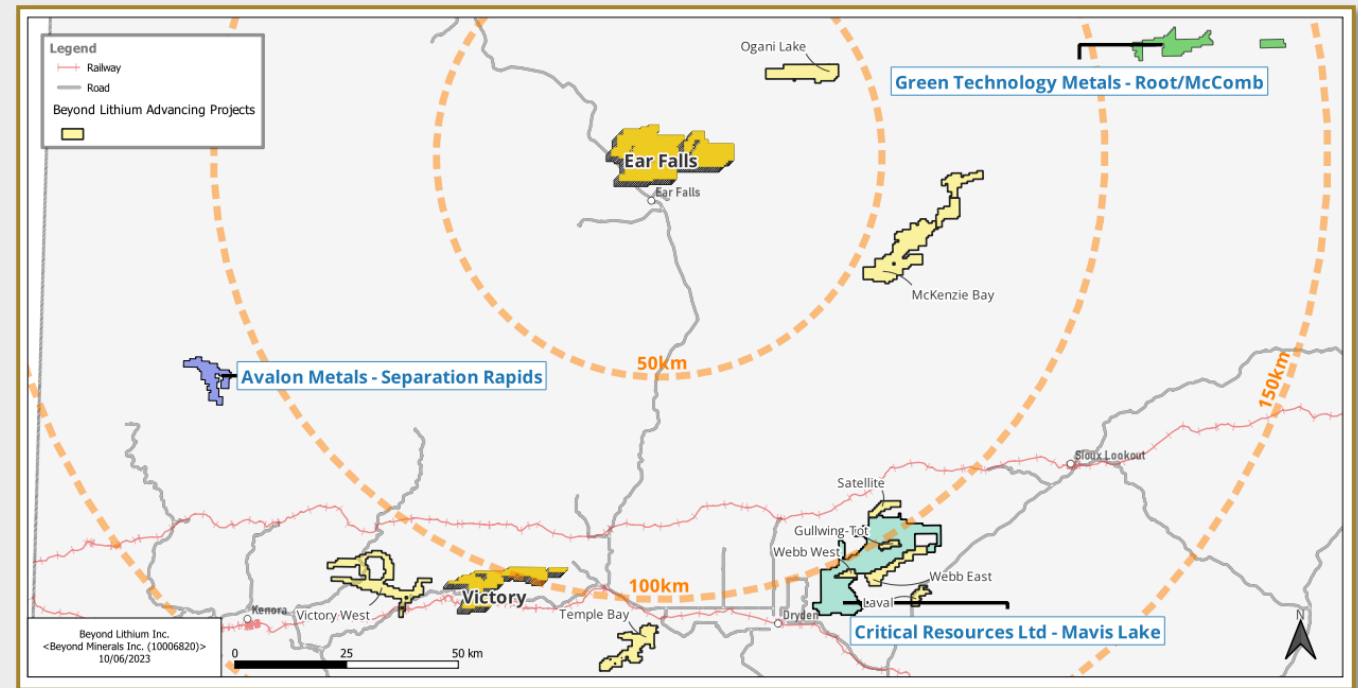 Legend
Railway
Road
Beyond Lithium Advancing Projects
Ogani Lake
Green Technology Metals - Root/McComb
Ear Falls
Ear Falls
McKenzie Bay
50km
Avalon Metals - Separation Rapids
150km
Sioux Lookout
Satellite
Gullwing-Tot
Webb West
Webb East
100km
Victory
Laval
Kenora
Victory West
Temple Bay
Dryden
Critical Resources Ltd - Mavis Lake
N
Beyond Lithium Inc.
<Beyond Minerals Inc. (10006820)>
10/06/2023
0 25 50 km